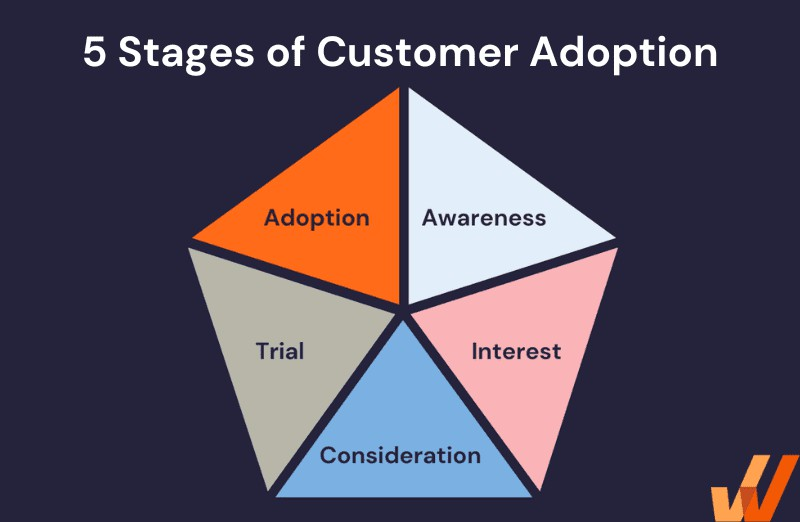 5 Stages of Customer Adoption
Adoption
Awareness
Trial
Interest
Consideration